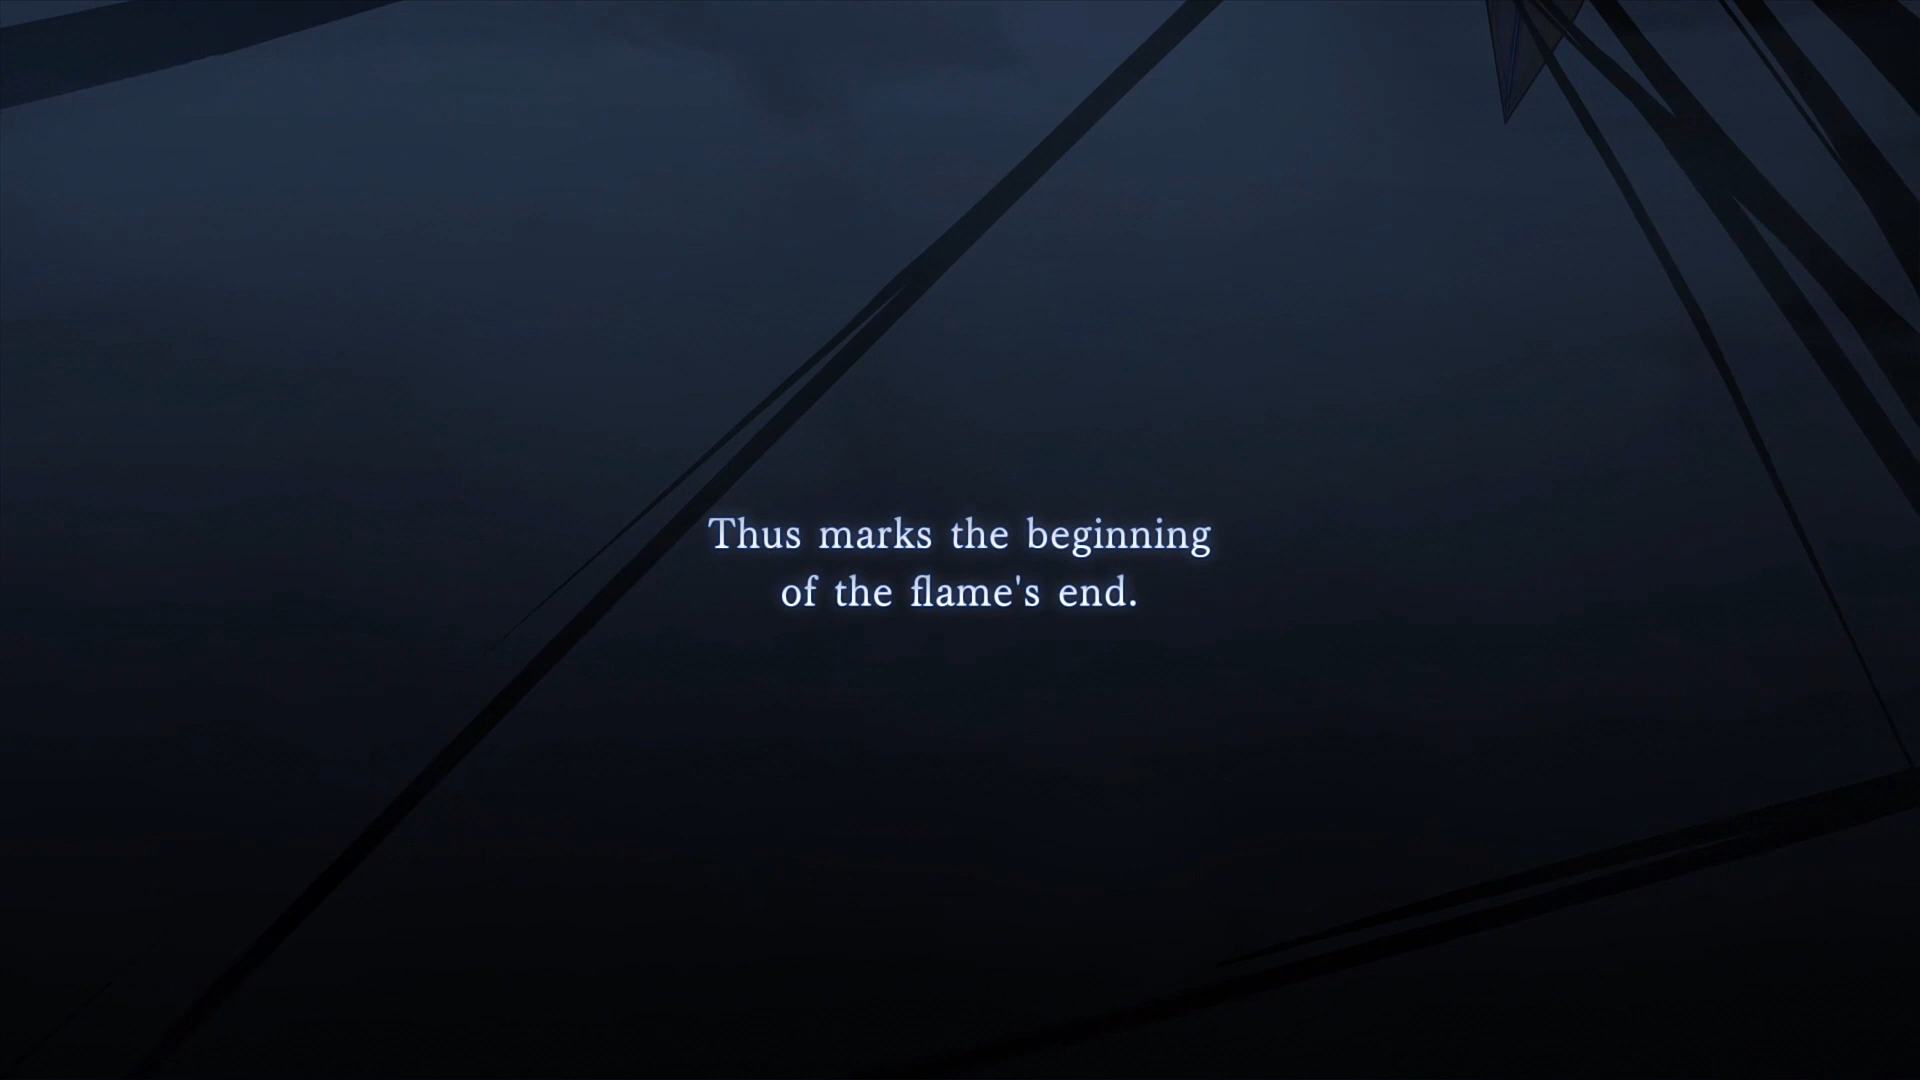 Thus marks the beginning
of the flame's end.